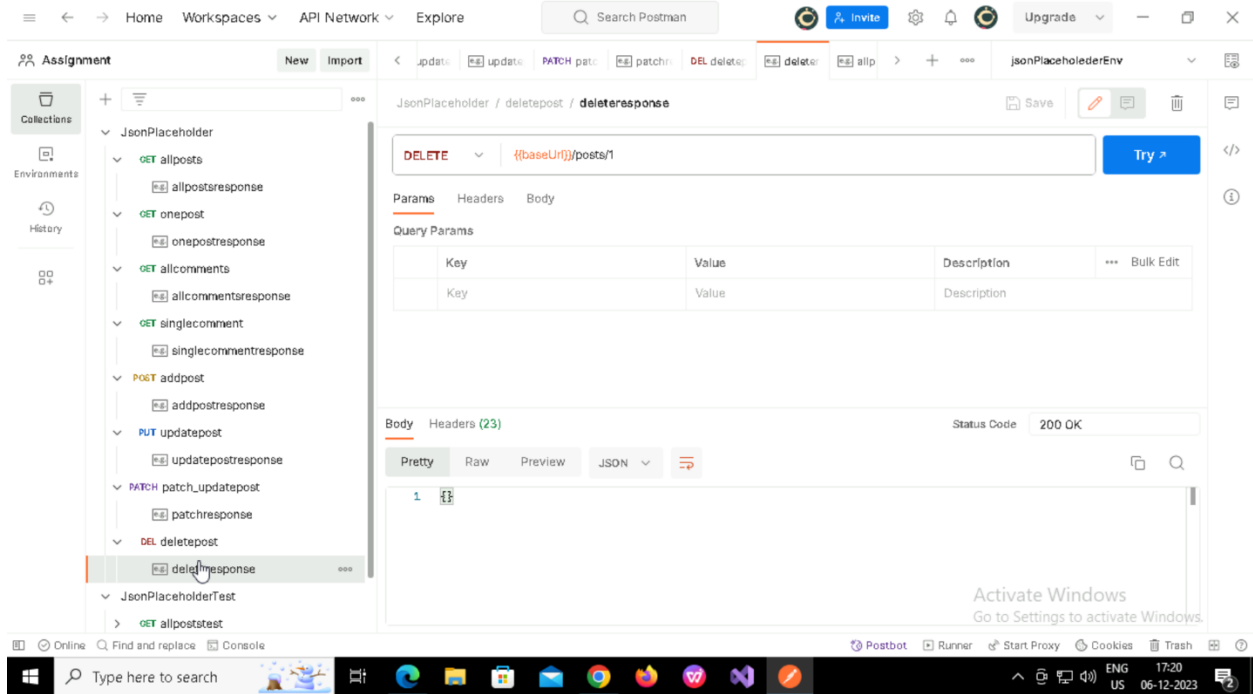 Home Workspaces API Network Explore Search Postman Invite Upgrade
Assignment New Import update update PATCH patc patchr DEL deletep deleter allp jsonPlaceholederEnv
Collections
Environments
History
JsonPlaceholder
GET allposts
allpostsresponse
GET onepost
onepostresponse
GET allcomments
allcommentsresponse
GET singlecomment
singlecommentresponse
POST addpost
addpostresponse
PUT updatepost
updatepostresponse
PATCH patch_updatepost
patchresponse
DEL deletepost
deleteresponse
JsonPlaceholderTest
GET allpoststest
JsonPlaceholder / deletepost / deleteresponse Save
DELETE {{baseUrl}}/posts/1 Try
Params Headers Body
Query Params
Key Value Description Bulk Edit
Key Value Description
Body Headers (23) Status Code 200 OK
Pretty Raw Preview JSON
1 {}
Activate Windows
Go to Settings to activate Windows.
Online Find and replace Console Postbot Runner Start Proxy Cookies Trash
Type here to search ENG US 17:20 06-12-2023 2